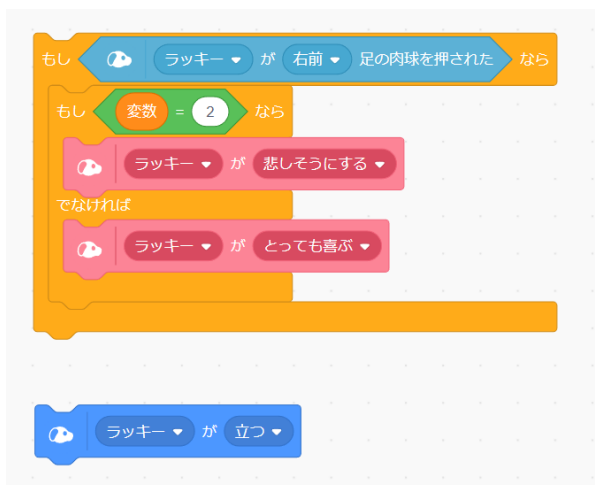 もし ラッキー が 右前 足の肉球を押された なら
もし 変数 = 2 なら
ラッキー が 悲しそうにする
でなければ
ラッキー が とっても喜ぶ
ラッキー が 立つ